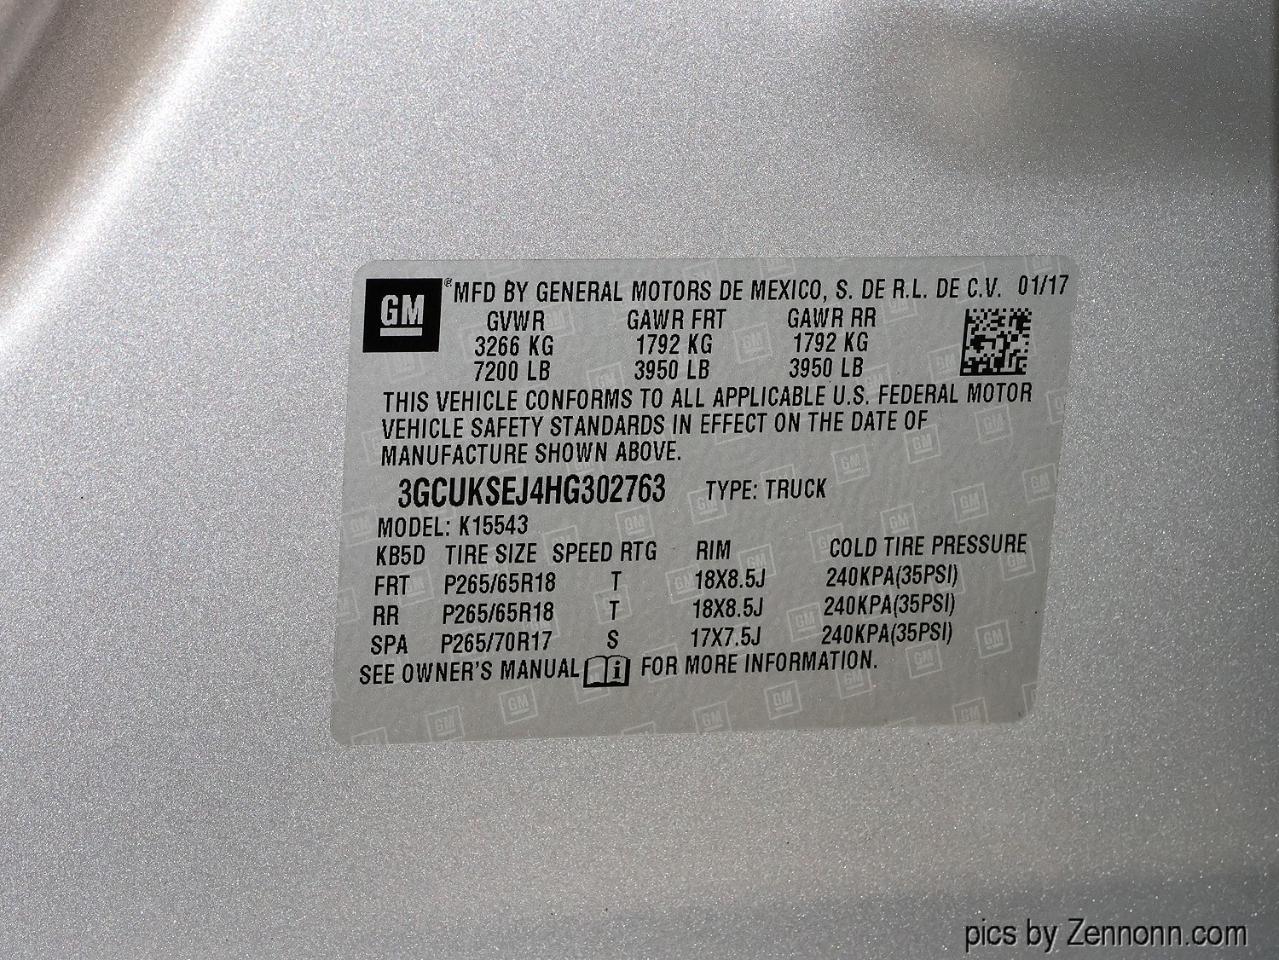 GM ® MFD BY GENERAL MOTORS DE MEXICO, S. DE R.L. DE C.V. 01/17
GVWR GAWR FRT GAWR RR
3266 KG 1792 KG 1792 KG
7200 LB 3950 LB 3950 LB
THIS VEHICLE CONFORMS TO ALL APPLICABLE U.S. FEDERAL MOTOR
VEHICLE SAFETY STANDARDS IN EFFECT ON THE DATE OF
MANUFACTURE SHOWN ABOVE.
3GCUKSEJ4HG302763 TYPE: TRUCK
MODEL: K15543
KB5D TIRE SIZE SPEED RTG RIM COLD TIRE PRESSURE
FRT P265/65R18 T 18X8.5J 240KPA(35PSI)
RR P265/65R18 T 18X8.5J 240KPA(35PSI)
SPA P265/70R17 S 17X7.5J 240KPA(35PSI)
SEE OWNER'S MANUAL i FOR MORE INFORMATION.
pics by Zennonn.com